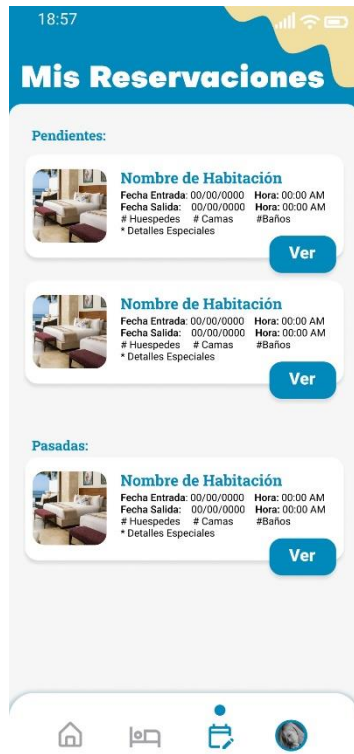 18:57
Mis Reservaciones
Pendientes:
Nombre de Habitación
Fecha Entrada: 00/00/0000 Hora: 00:00 AM
Fecha Salida: 00/00/0000 Hora: 00:00 AM
# Huespedes # Camas #Baños
* Detalles Especiales
Ver
Nombre de Habitación
Fecha Entrada: 00/00/0000 Hora: 00:00 AM
Fecha Salida: 00/00/0000 Hora: 00:00 AM
# Huespedes # Camas #Baños
* Detalles Especiales
Ver
Pasadas:
Nombre de Habitación
Fecha Entrada: 00/00/0000 Hora: 00:00 AM
Fecha Salida: 00/00/0000 Hora: 00:00 AM
# Huespedes # Camas #Baños
* Detalles Especiales
Ver